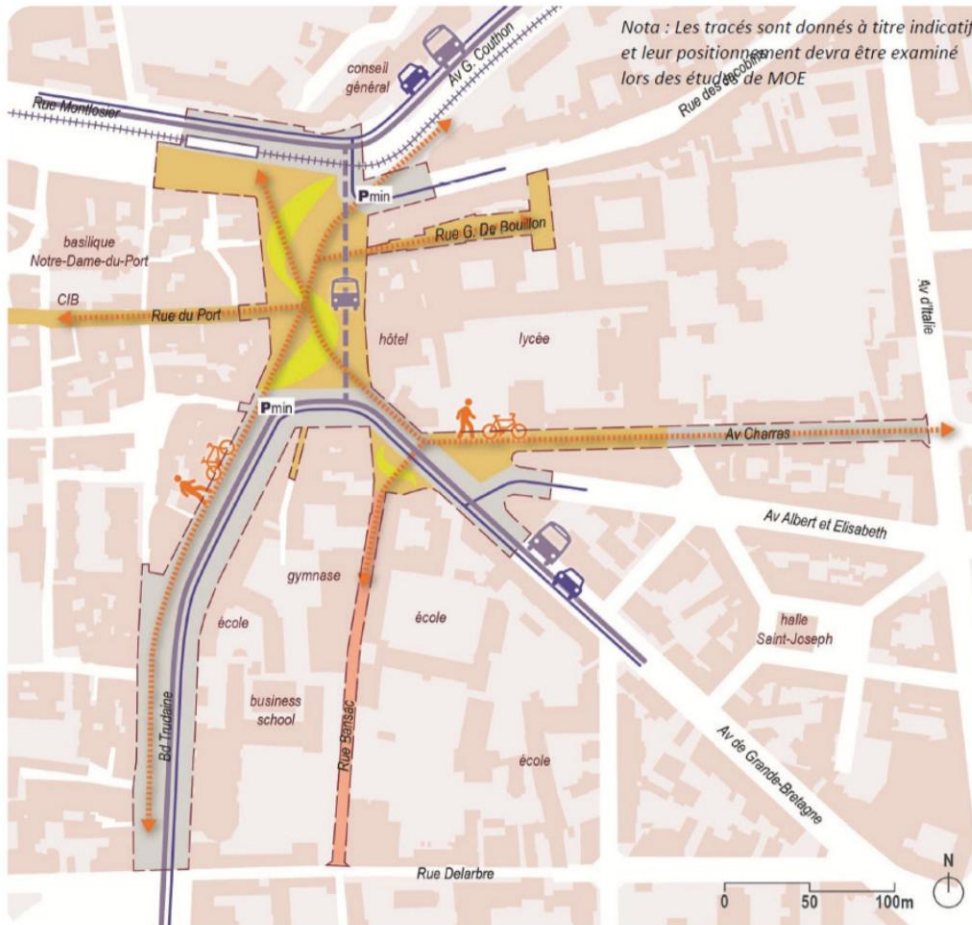 Nota : Les tracés sont donnés à titre indicatif
et leur positionnement devra être examiné
lors des études de MOE
conseil
général
Av G. Couthon
Rue des Jacobins
Rue Montlosier
Pmin
basilique
Notre-Dame-du-Port
Rue G. De Bouillon
CIB
Rue du Port
Av d'Italie
hôtel
lycée
Pmin
Av Charras
Av Albert et Elisabeth
gymnase
école
école
halle
Saint-Joseph
business
school
Bd Trudaine
Rue Bansac
école
Av de Grande-Bretagne
Rue Delarbre
N
0 50 100m